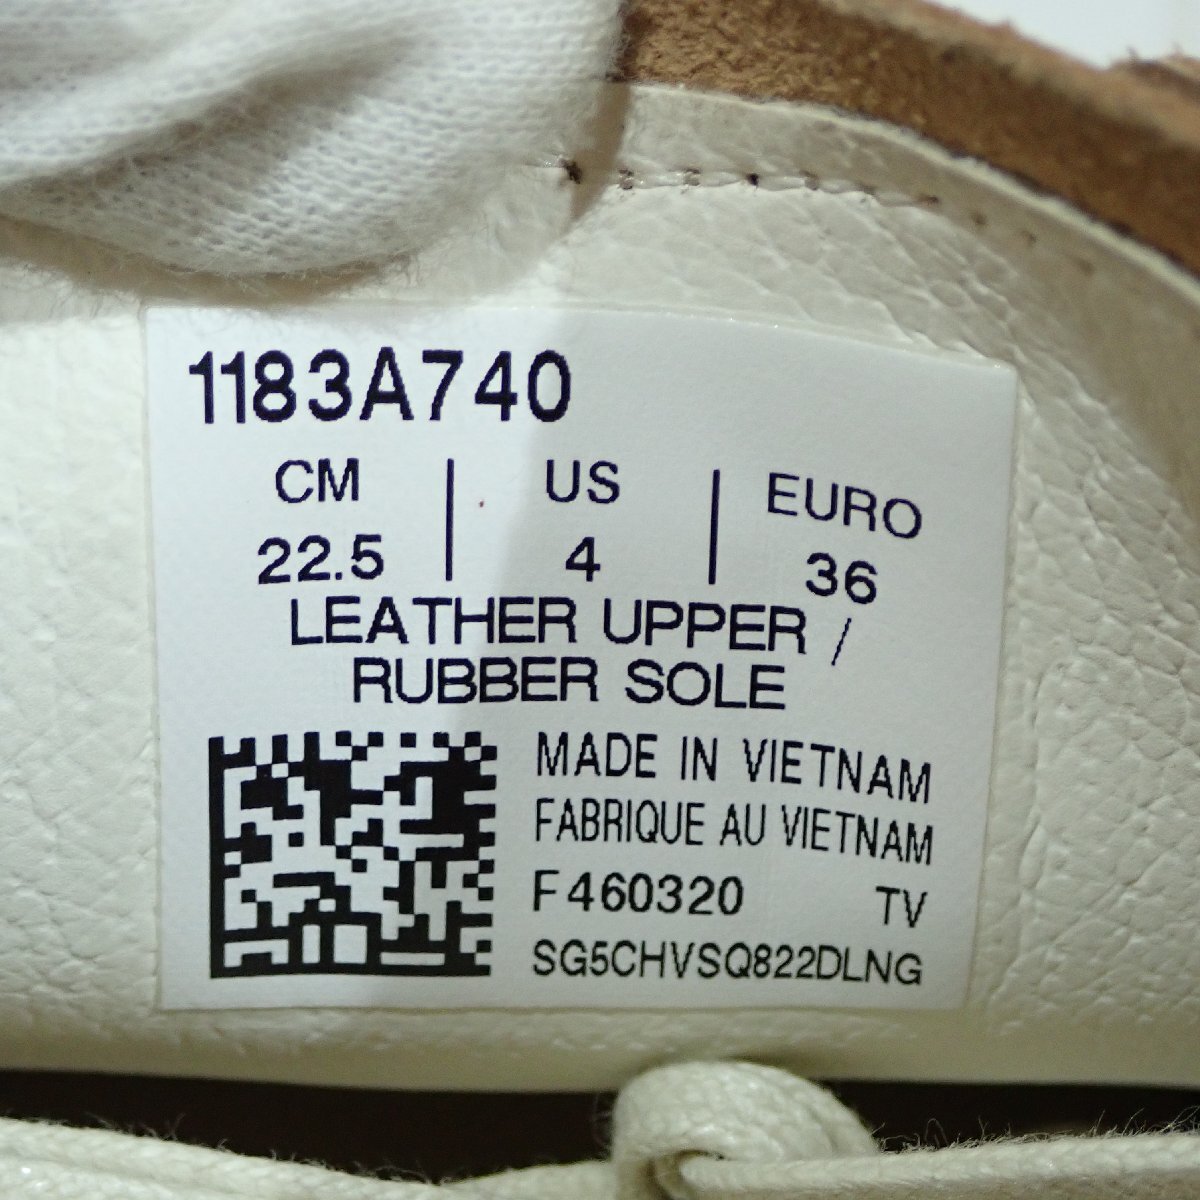 1183A740
CM | US | EURO
22.5 | 4 | 36
LEATHER UPPER /
RUBBER SOLE
MADE IN VIETNAM
FABRIQUE AU VIETNAM
F460320 TV
SG5CHVSQ822DLNG